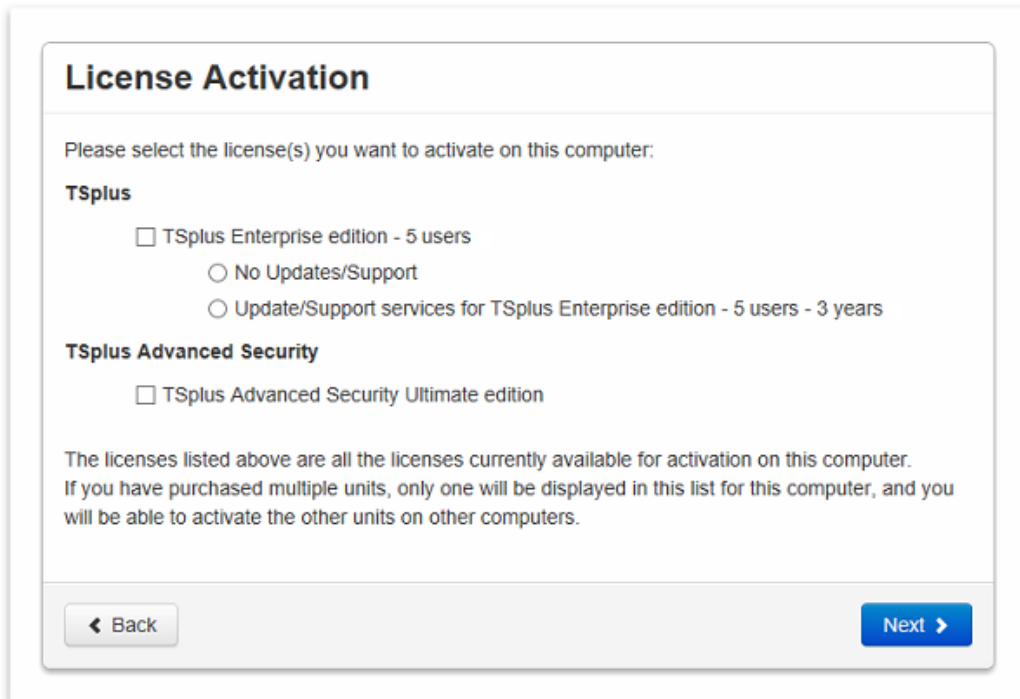 License Activation
Please select the license(s) you want to activate on this computer:
TSplus
TSplus Enterprise edition - 5 users
No Updates/Support
Update/Support services for TSplus Enterprise edition - 5 users - 3 years
TSplus Advanced Security
TSplus Advanced Security Ultimate edition
The licenses listed above are all the licenses currently available for activation on this computer.
If you have purchased multiple units, only one will be displayed in this list for this computer, and you
will be able to activate the other units on other computers.
Back
Next